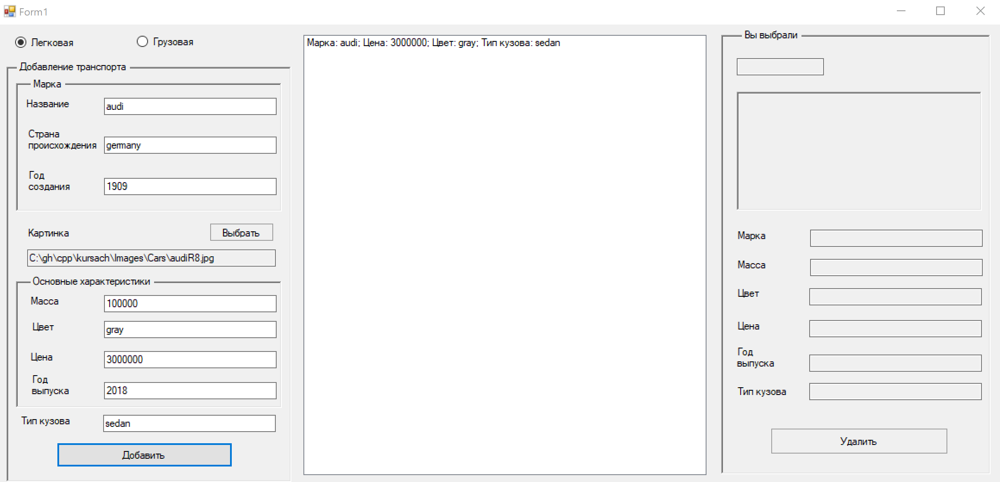 Form1
Легковая
Грузовая
Добавление транспорта
Марка
Название
audi
Страна
происхождения
germany
Год
создания
1909
Картинка
Выбрать
C:\gh\cpp\kursach\Images\Cars\audiR8.jpg
Основные характеристики
Масса
100000
Цвет
gray
Цена
3000000
Год
выпуска
2018
Тип кузова
sedan
Добавить
Марка: audi; Цена: 3000000; Цвет: gray; Тип кузова: sedan
Вы выбрали
Марка
Масса
Цвет
Цена
Год
выпуска
Тип кузова
Удалить